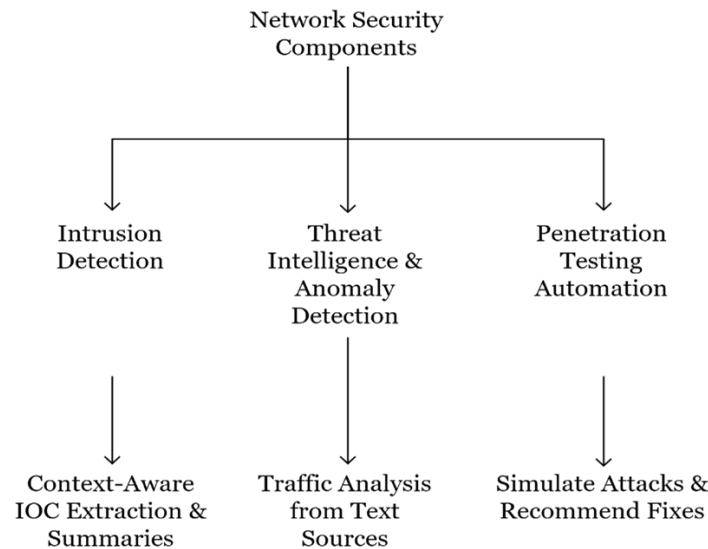 Network Security
Components
Intrusion
Detection
Threat
Intelligence &
Anomaly
Detection
Penetration
Testing
Automation
Context-Aware
IOC Extraction &
Summaries
Traffic Analysis
from Text
Sources
Simulate Attacks &
Recommend Fixes